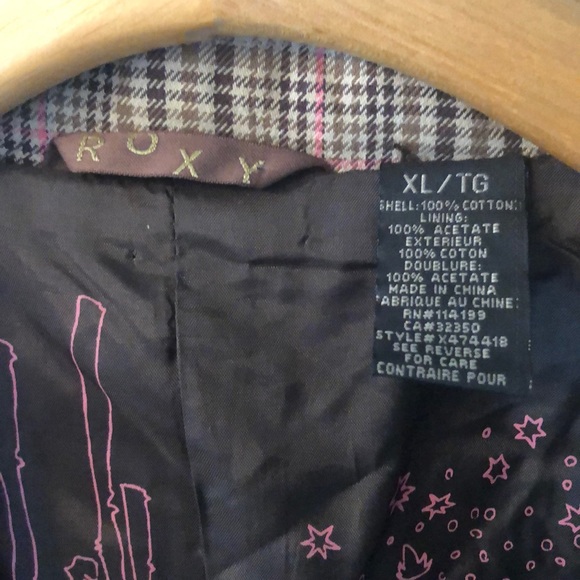 ROXY
XL/TG
SHELL:100% COTTON
LINING:
100% ACETATE
EXTERIEUR
100% COTON
DOUBLURE:
100% ACETATE
MADE IN CHINA
FABRIQUE AU CHINE:
RN#114199
CA#32350
STYLE#X474418
SEE REVERSE
FOR CARE
CONTRAIRE POUR